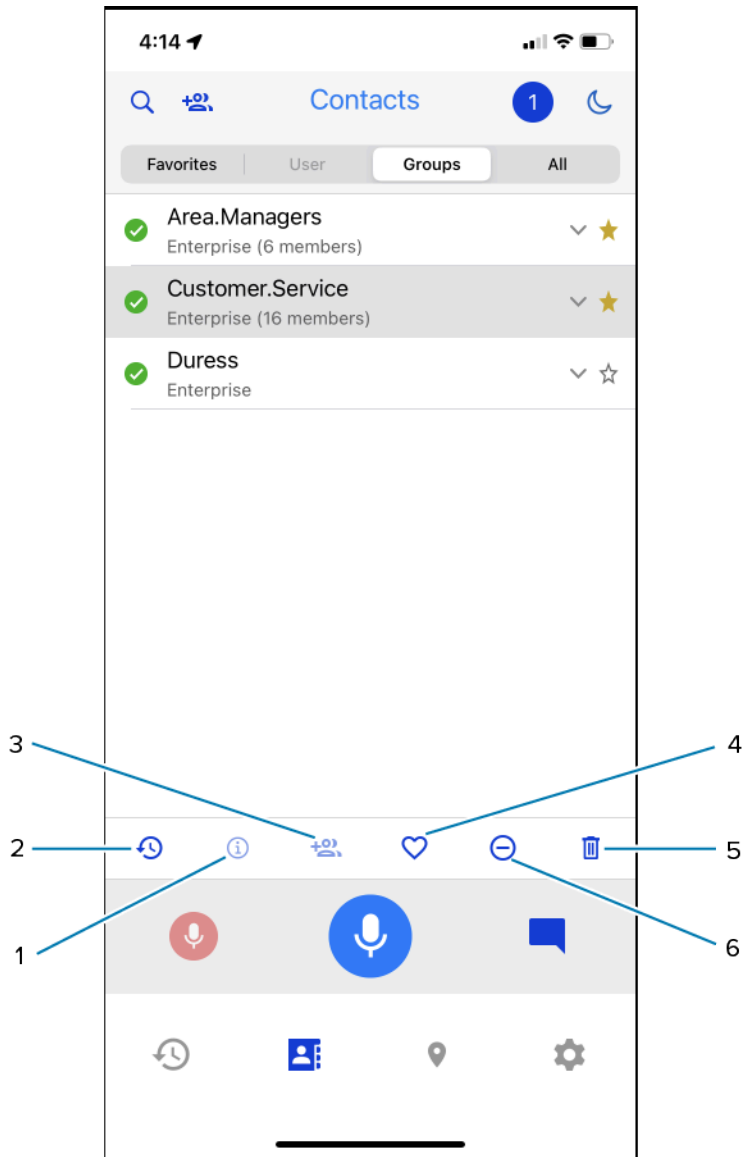 4:14
Contacts
1
Favorites
User
Groups
All
Area.Managers
Enterprise (6 members)
Customer.Service
Enterprise (16 members)
Duress
Enterprise
3
4
2
5
1
6